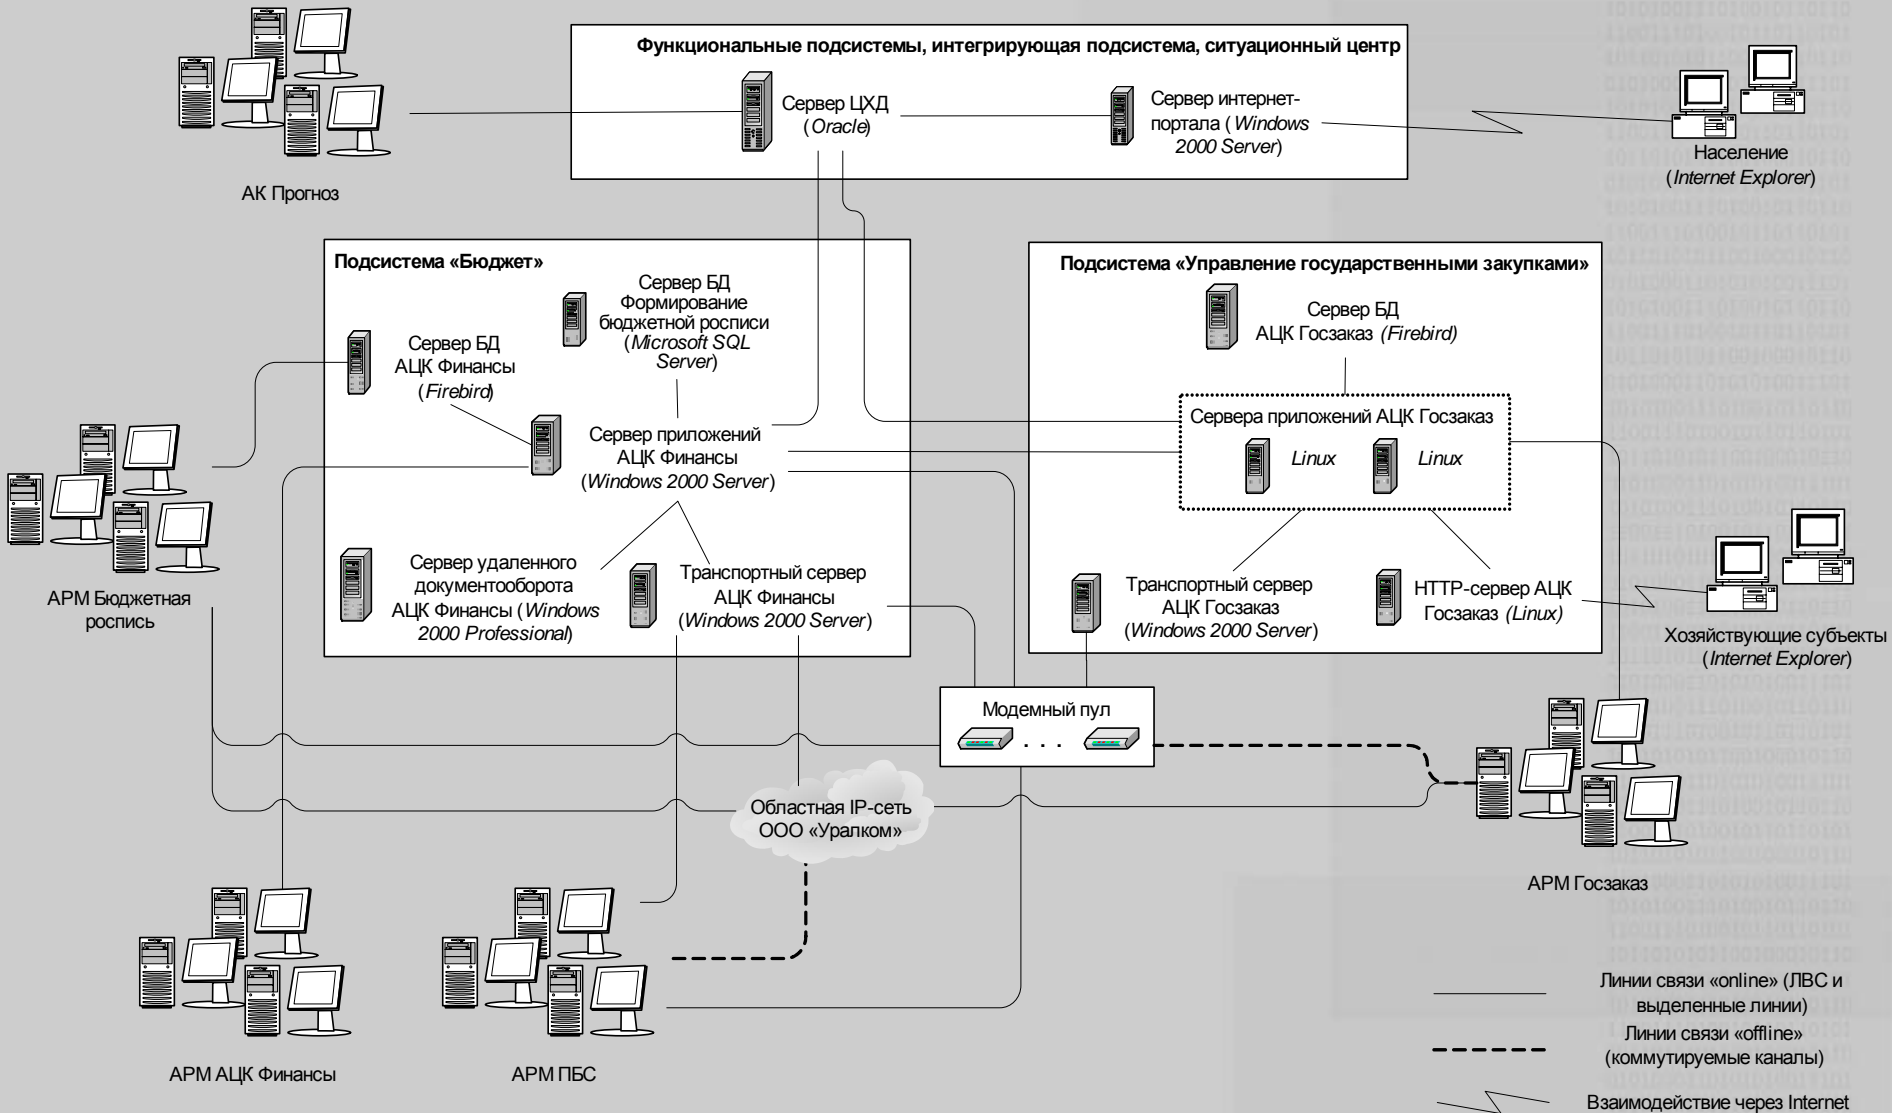 Функциональные подсистемы, интегрирующая подсистема, ситуационный центр
Сервер ЦХД
(Oracle)
Сервер интернет-
портала ( Windows
2000 Server)
Население
(Internet Explorer)
АК Прогноз
Подсистема «Бюджет»
Сервер БД
Формирование
бюджетной росписи
(Microsoft SQL
Server)
Сервер БД
АЦК Финансы
(Firebird)
Сервер приложений
АЦК Финансы
(Windows 2000 Server)
Сервер удаленного
документооборота
АЦК Финансы (Windows
2000 Professional)
Транспортный сервер
АЦК Финансы
(Windows 2000 Server)
Подсистема «Управление государственными закупками»
Сервер БД
АЦК Госзаказ (Firebird)
Сервера приложений АЦК Госзаказ
Linux
Linux
Транспортный сервер
АЦК Госзаказ
(Windows 2000 Server)
HTTP-сервер АЦК
Госзаказ (Linux)
Хозяйствующие субъекты
(Internet Explorer)
АРМ Бюджетная
роспись
Модемный пул
. . .
Областная IP-сеть
ООО «Уралком»
АРМ Госзаказ
АРМ АЦК Финансы
АРМ ПБС
Линии связи «online» (ЛВС и
выделенные линии)
Линии связи «offline»
(коммутируемые каналы)
Взаимодействие через Internet